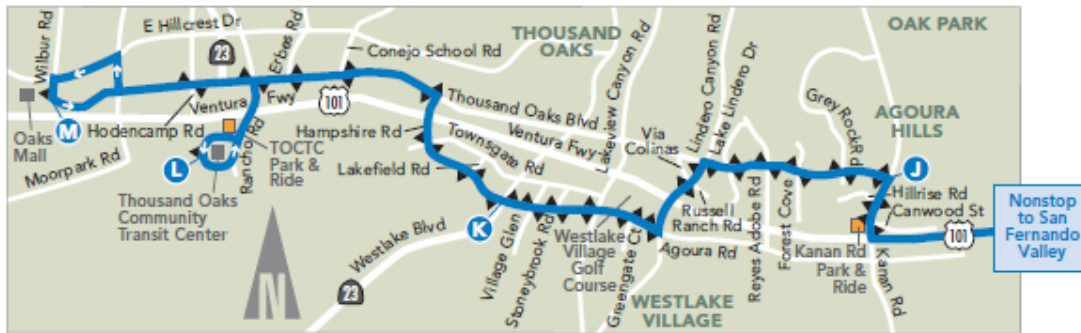 Wilbur Rd
E Hillcrest Dr
23
Erbes Rd
Conejo School Rd
THOUSAND
OAKS
Lakeview Canyon Rd
Lindero Canyon Rd
Lake Lindero Dr
OAK PARK
Grey Rock Rd
AGOURA
HILLS
Oaks
Mall
M
Moorpark Rd
Hodencamp Rd
Ventura Fwy
101
Rancho Rd
L
TOCTC
Park &
Ride
Thousand Oaks
Community
Transit Center
Hampshire Rd
Lakefield Rd
Thousand Oaks Blvd
Ventura Fwy
Townsgate Rd
Via
Colinas
Russell
Ranch Rd
Reyes Adobe Rd
Forest Cove
J
Hillrise Rd
Canwood St
101
Nonstop
to San
Fernando
Valley
Kanan Rd
Park &
Ride
Kanan Rd
N
23
Westlake Blvd
K
Village Glen
Stoneybrook Rd
Westlake
Village
Golf
Course
Greengate Ct
Agoura Rd
WESTLAKE
VILLAGE